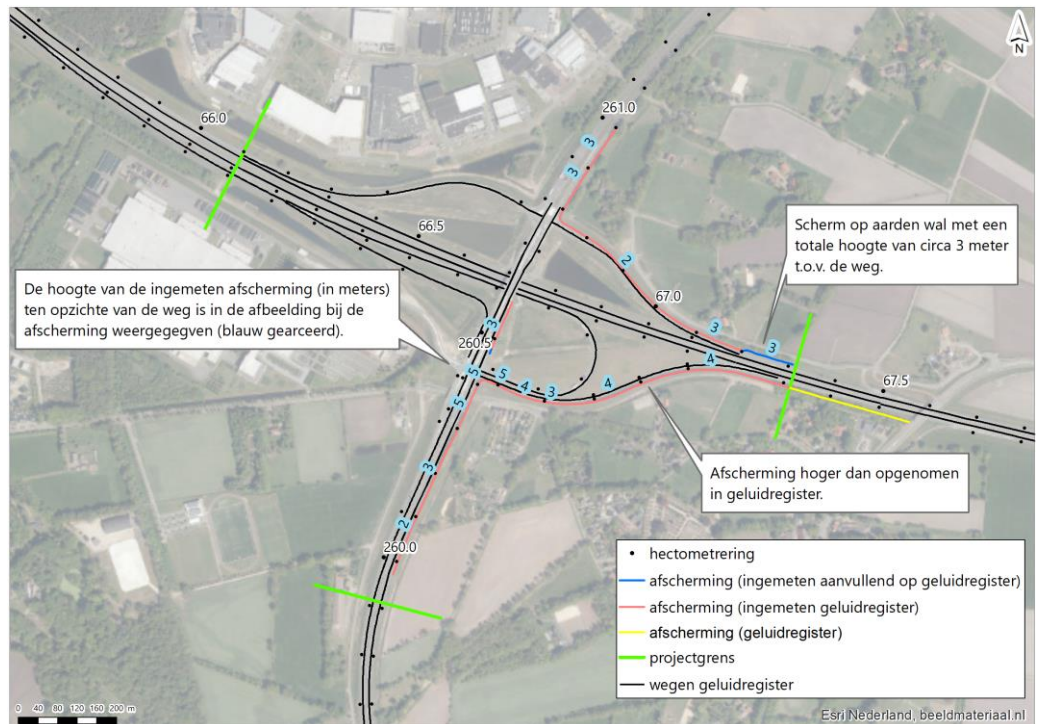 N
261.0
3
3
66.0
66.5
Scherm op aarden wal met een
totale hoogte van circa 3 meter
t.o.v. de weg.
2
De hoogte van de ingemeten afscherming (in meters)
ten opzichte van de weg is in de afbeelding bij de
afscherming weergegegven (blauw gearceerd).
67.0
3
3
3
260.5
4
67.5
5
5
4
3
4
5
Afscherming hoger dan opgenomen
in geluidregister.
3
2
260.0
hectometrering
afscherming (ingemeten aanvullend op geluidregister)
afscherming (ingemeten geluidregister)
afscherming (geluidregister)
projectgrens
wegen geluidregister
0 40 80 120 160 200 m
Esri Nederland, beeldmateriaal.nl